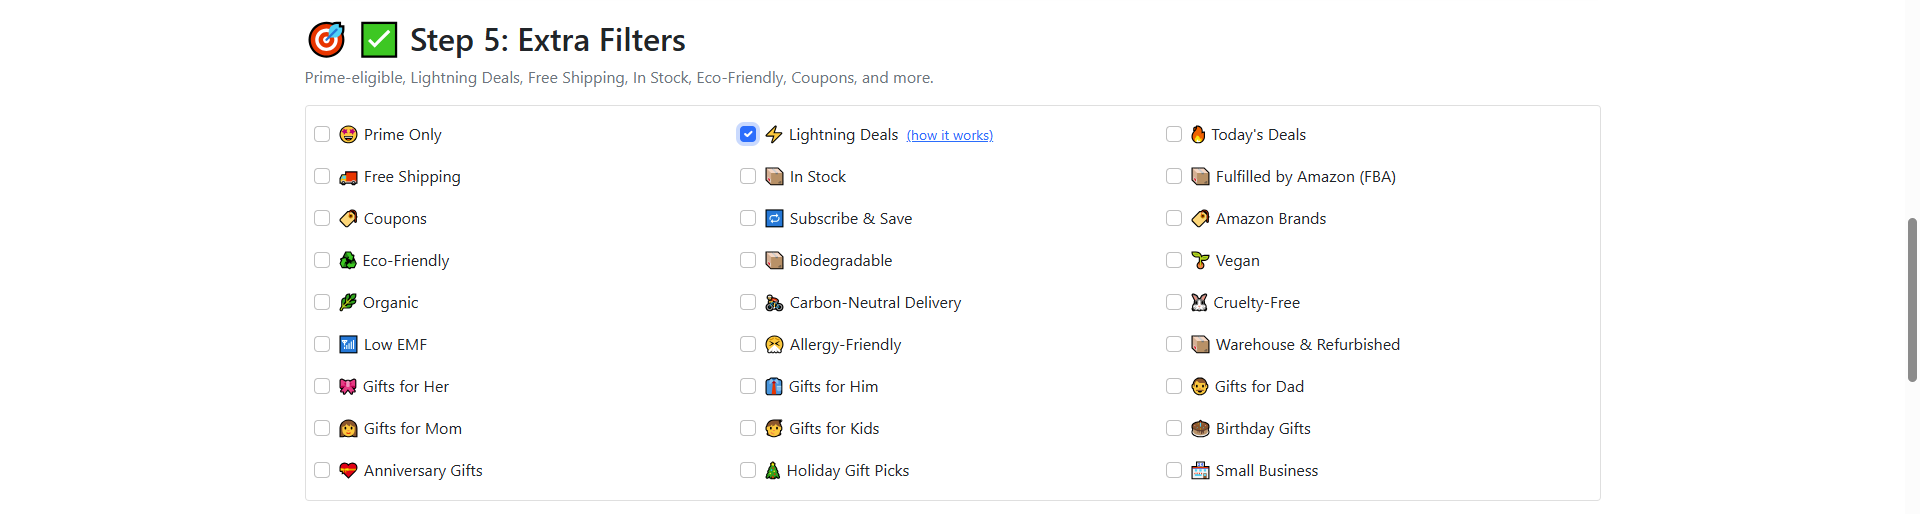 Step 5: Extra Filters
Prime-eligible, Lightning Deals, Free Shipping, In Stock, Eco-Friendly, Coupons, and more.
Prime Only
Lightning Deals (how it works)
Today's Deals
Free Shipping
In Stock
Fulfilled by Amazon (FBA)
Coupons
Subscribe & Save
Amazon Brands
Eco-Friendly
Biodegradable
Vegan
Organic
Carbon-Neutral Delivery
Cruelty-Free
Low EMF
Allergy-Friendly
Warehouse & Refurbished
Gifts for Her
Gifts for Him
Gifts for Dad
Gifts for Mom
Gifts for Kids
Birthday Gifts
Anniversary Gifts
Holiday Gift Picks
Small Business